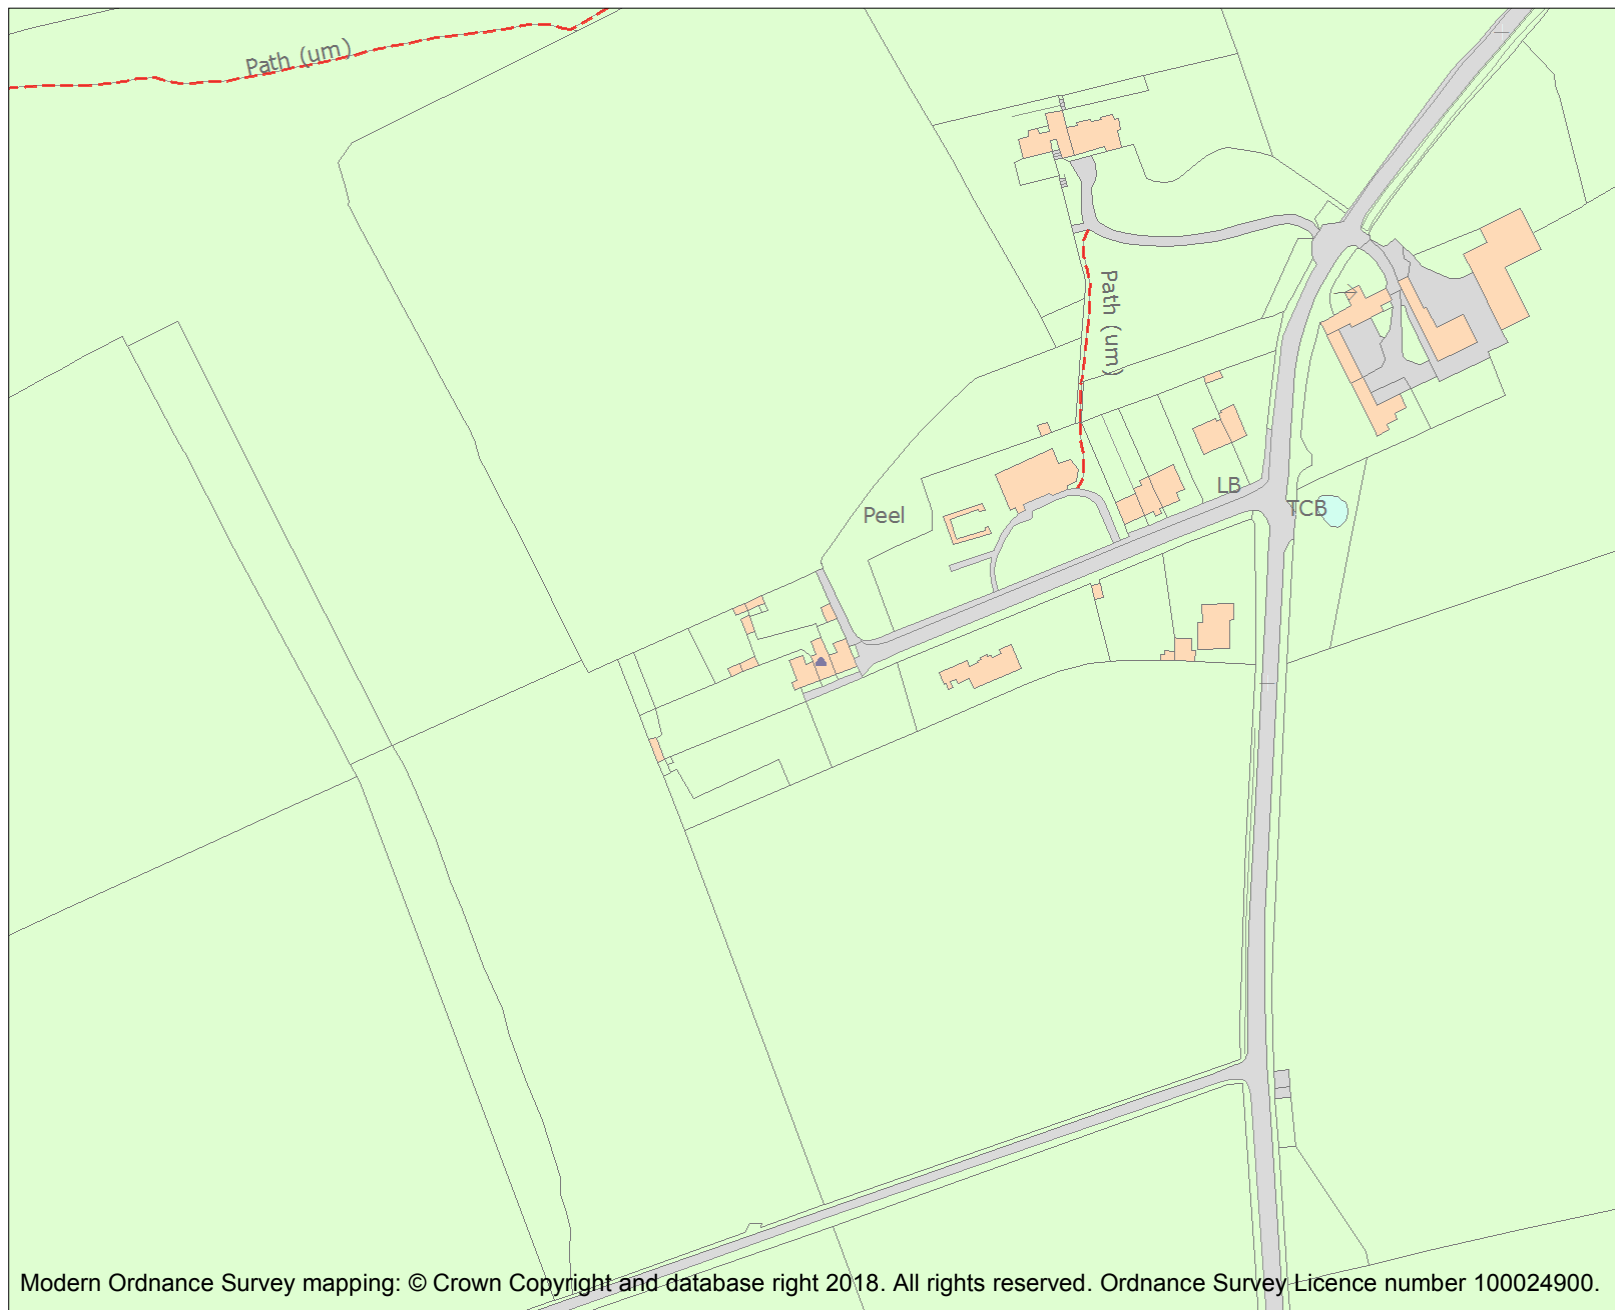 Path (um)
Path (um)
LB
TCB
Peel
Modern Ordnance Survey mapping: © Crown Copyright and database right 2018. All rights reserved. Ordnance Survey Licence number 100024900.